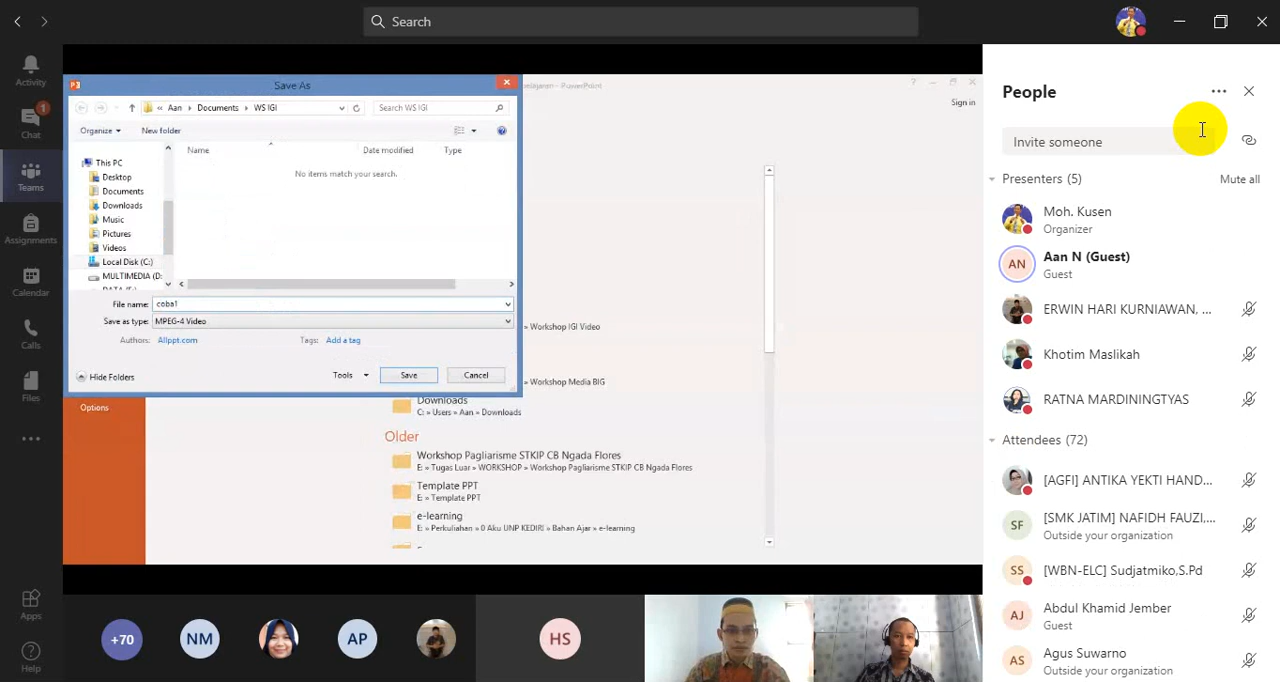 Search
Activity
Chat
1
Teams
Assignments
Calendar
Calls
Files
Apps
Help
Save As
PowerPoint
Sign in
« Aan › Documents › WS IGI
Search WS IGI
Organize
New folder
Name
Date modified
Type
No items match your search.
This PC
Desktop
Documents
Downloads
Music
Pictures
Videos
Local Disk (C:)
MULTIMEDIA (D:
File name: coba1
Save as type: MPEG-4 Video
Authors: Allppt.com
Tags: Add a tag
Hide Folders
Tools
Save
Cancel
» Workshop IGI Video
» Workshop Media BIG
Options
Downloads
C: » Users » Aan » Downloads
Older
Workshop Pagliarisme STKIP CB Ngada Flores
E: » Tugas Luar » WORKSHOP » Workshop Pagliarisme STKIP CB Ngada Flores
Template PPT
E: » Template PPT
e-learning
E: » Perkuliahan » 0 Aku UNP KEDIRI » Bahan Ajar » e-learning
+70
NM
AP
HS
People
Invite someone
Presenters (5)
Mute all
Moh. Kusen
Organizer
AN
Aan N (Guest)
Guest
ERWIN HARI KURNIAWAN, ...
Khotim Maslikah
RATNA MARDININGTYAS
Attendees (72)
[AGFI] ANTIKA YEKTI HAND...
SF
[SMK JATIM] NAFIDH FAUZI,...
Outside your organization
SS
[WBN-ELC] Sudjatmiko,S.Pd
AJ
Abdul Khamid Jember
Guest
AS
Agus Suwarno
Outside your organization